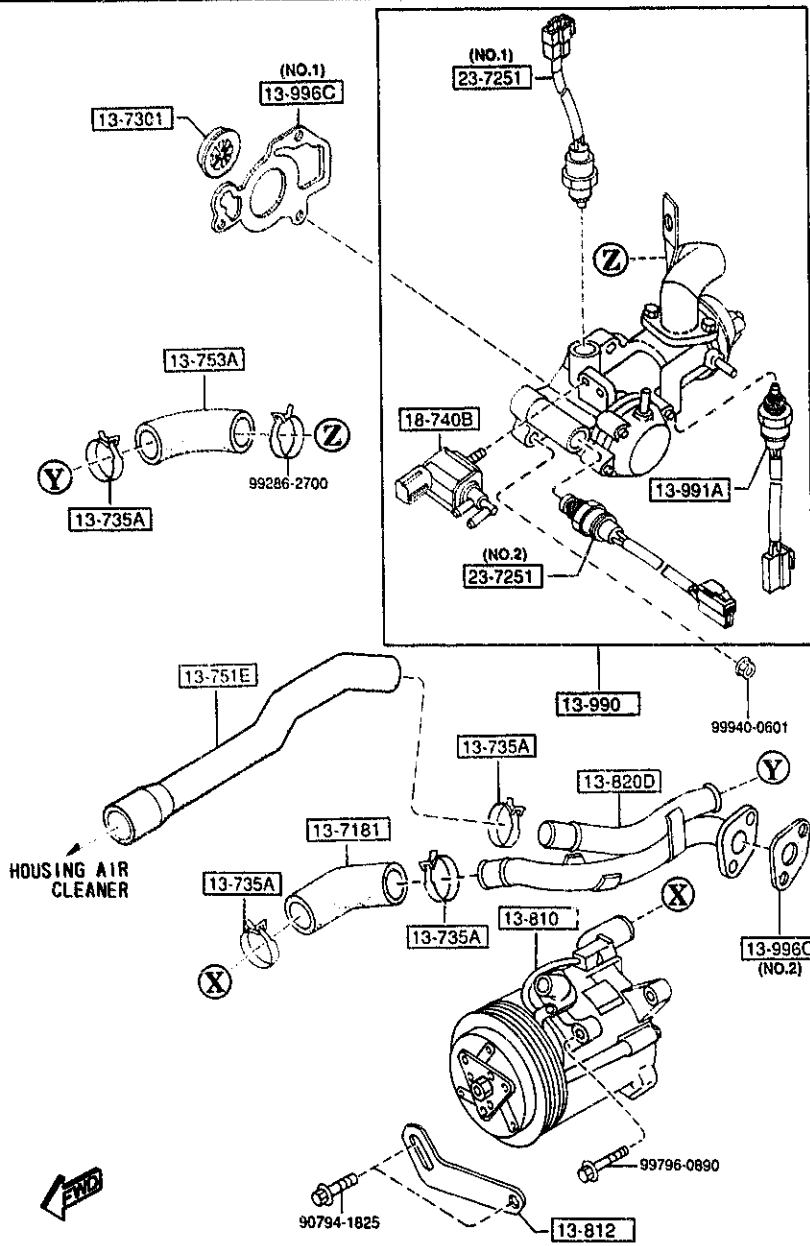 (NO.1)
23-7251
(NO.1)
13-996C
13-7301
Z
13-753A
18-740B
Y
Z
99286-2700
13-735A
13-991A
(NO.2)
23-7251
13-751E
13-990
99940-0601
13-735A
13-820D
Y
13-7181
HOUSING AIR
CLEANER
13-735A
13-735A
13-810
X
13-996C
(NO.2)
X
99796-0890
FWD
90794-1825
13-812